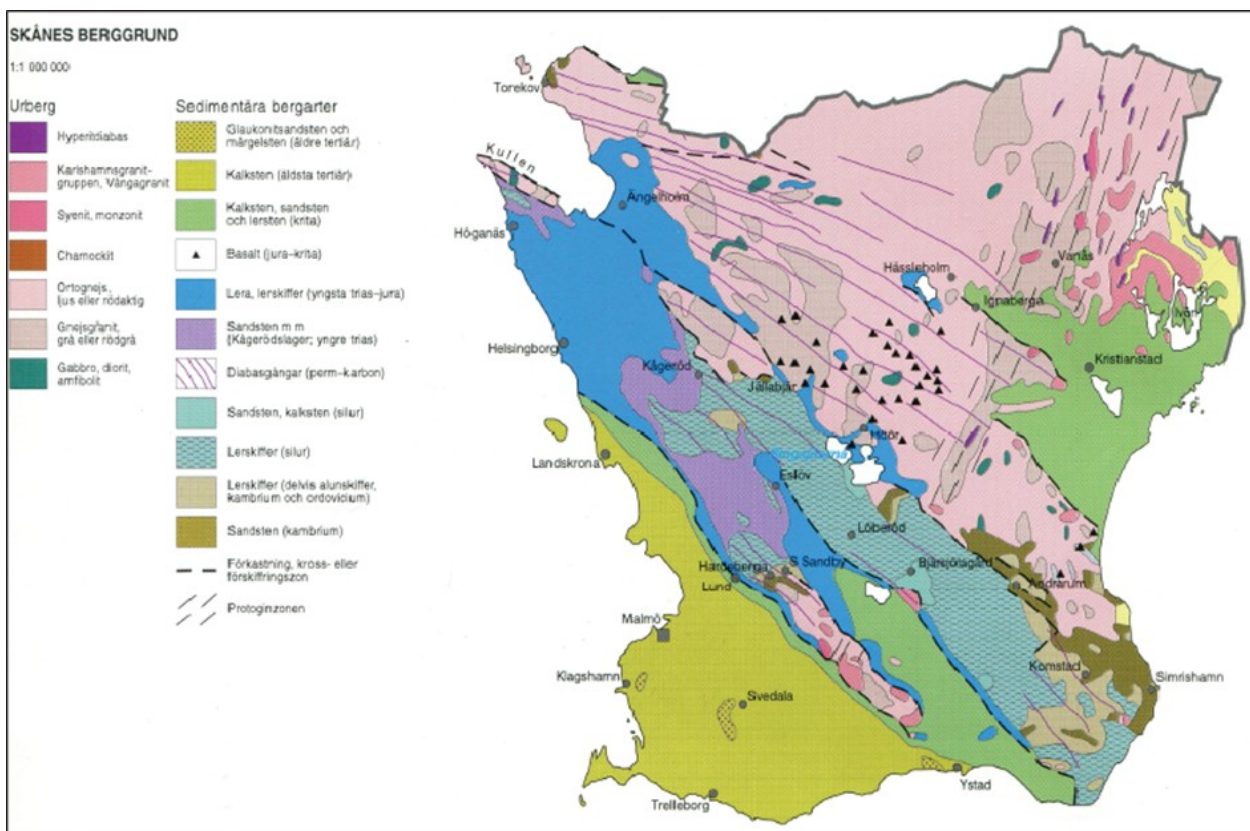 SKÅNES BERGGRUND
1:1 000 000
Urberg
Hyperitdiabas
Karlshamnsgranit-
gruppen, Vångagranit
Syenit, monzonit
Charnockit
Ortognejs,
ljus eller rödaktig
Gnejsgranit,
grå eller rödgrå
Gabbro, diorit,
amfibolit
Sedimentära bergarter
Glaukonitsandsten och
märgelsten (äldre tertiär)
Kalksten (äldsta tertiär)
Kalksten, sandsten
och lersten (krita)
Basalt (jura–krita)
Lera, lerskiffer (yngsta trias–jura)
Sandsten m m
(Kågerödslager; yngre trias)
Diabasgångar (perm–karbon)
Sandsten, kalksten (silur)
Lerskiffer (silur)
Lerskiffer (delvis alunskiffer,
kambrium och ordovicium)
Sandsten (kambrium)
Förkastning, kross- eller
förskiffringszon
Protoginzonen
Torekov
Kullen
Ängelholm
Höganäs
Vanås
Hässleholm
Ignaberga
Ivön
Helsingborg
Kristianstad
Kågeröd
Jällabjär
Höör
Landskrona
Eslöv
Löberöd
Hardeberga
S Sandby
Bjärsjölagård
Lund
Andrarum
Malmö
Komstad
Klagshamn
Simrishamn
Svedala
Ystad
Trelleborg